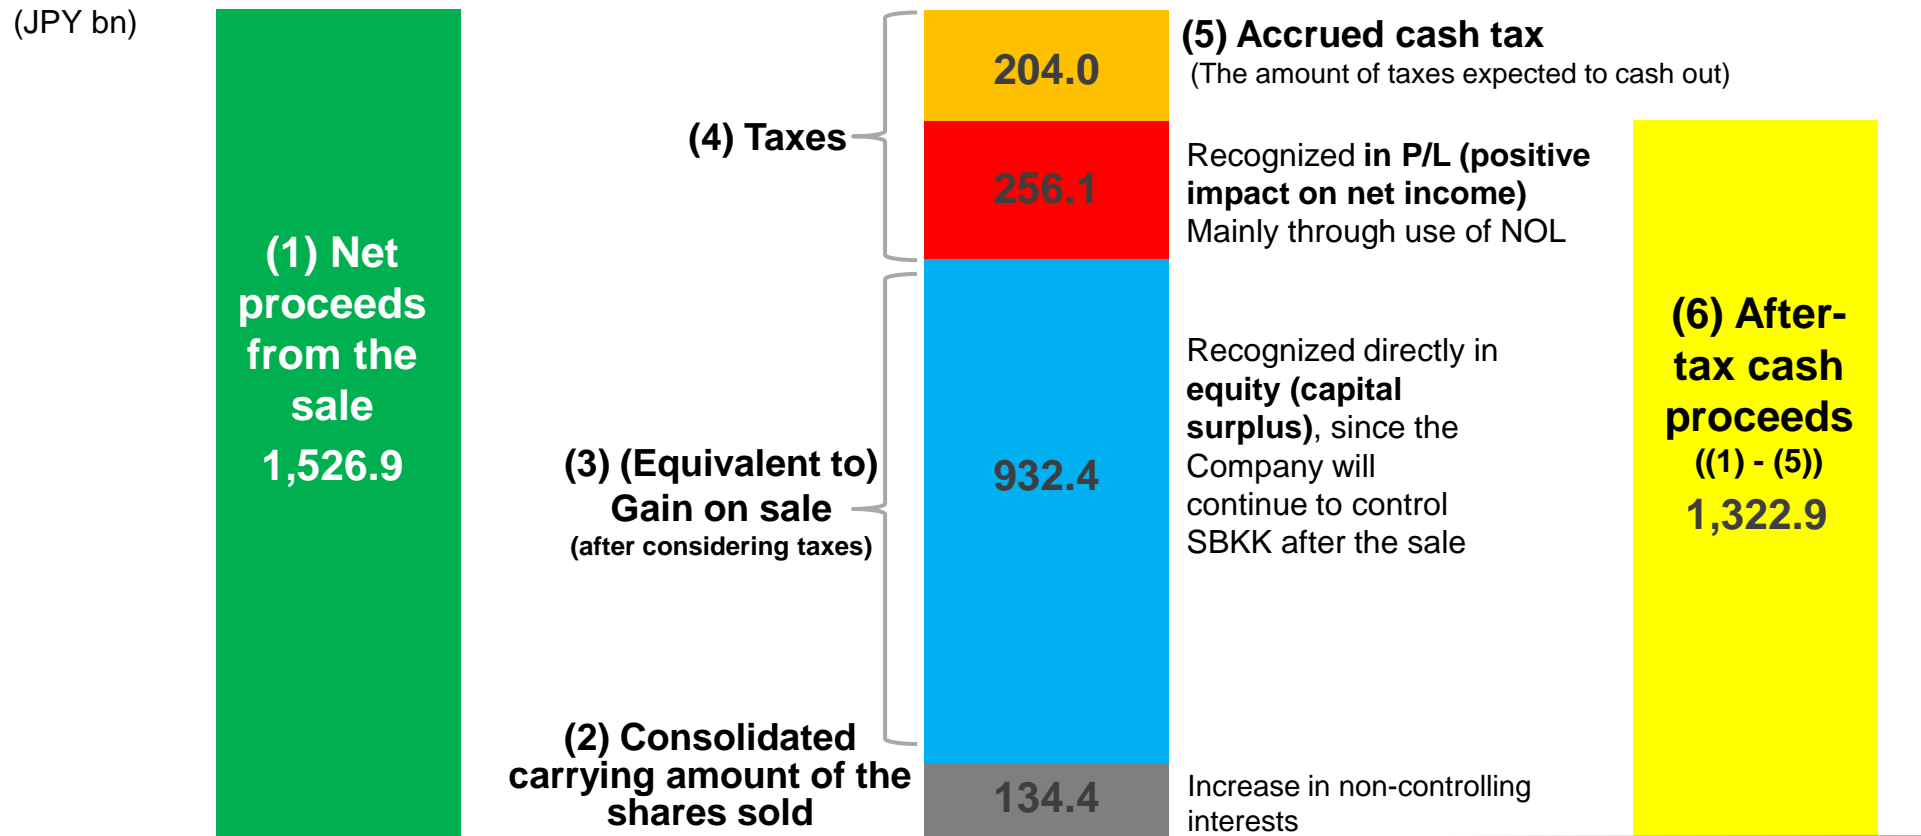 (JPY bn)
(1) Net
proceeds
from the
sale
1,526.9
(4) Taxes
(3) (Equivalent to)
Gain on sale
(after considering taxes)
(2) Consolidated
carrying amount of the
shares sold
204.0
256.1
932.4
134.4
(5) Accrued cash tax
(The amount of taxes expected to cash out)
Recognized in P/L (positive
impact on net income)
Mainly through use of NOL
Recognized directly in
equity (capital
surplus), since the
Company will
continue to control
SBKK after the sale
Increase in non-controlling
interests
(6) After-
tax cash
proceeds
((1) - (5))
1,322.9